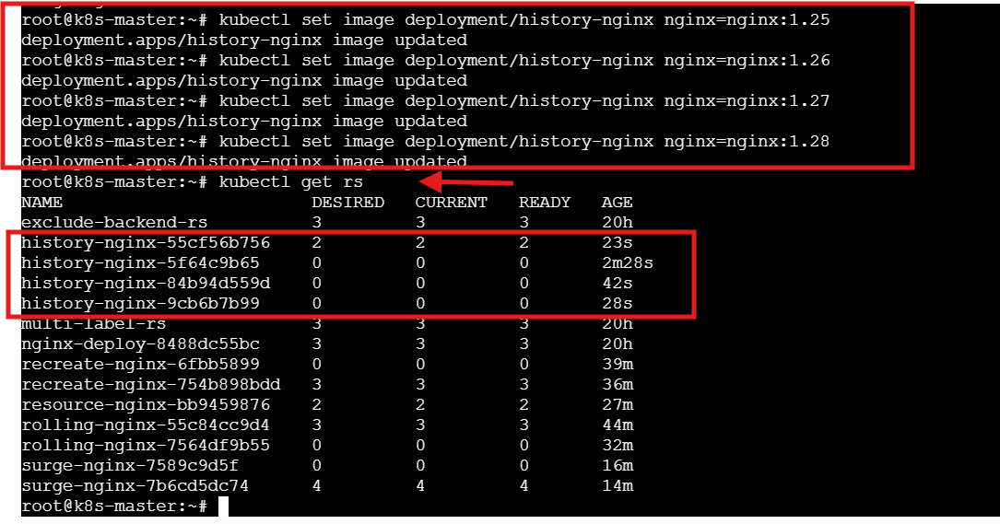 root@k8s-master:~# kubectl set image deployment/history-nginx nginx=nginx:1.25
deployment.apps/history-nginx image updated
root@k8s-master:~# kubectl set image deployment/history-nginx nginx=nginx:1.26
deployment.apps/history-nginx image updated
root@k8s-master:~# kubectl set image deployment/history-nginx nginx=nginx:1.27
deployment.apps/history-nginx image updated
root@k8s-master:~# kubectl set image deployment/history-nginx nginx=nginx:1.28
deployment.apps/history-nginx image updated
root@k8s-master:~# kubectl get rs
NAME DESIRED CURRENT READY AGE
exclude-backend-rs 3 3 3 20h
history-nginx-55cf56b756 2 2 2 23s
history-nginx-5f64c9b65 0 0 0 2m28s
history-nginx-84b94d559d 0 0 0 42s
history-nginx-9cb6b7b99 0 0 0 28s
multi-label-rs 3 3 3 20h
nginx-deploy-8488dc55bc 3 3 3 20h
recreate-nginx-6fbb5899 0 0 0 39m
recreate-nginx-754b898bdd 3 3 3 36m
resource-nginx-bb9459876 2 2 2 27m
rolling-nginx-55c84cc9d4 3 3 3 44m
rolling-nginx-7564df9b55 0 0 0 32m
surge-nginx-7589c9d5f 0 0 0 16m
surge-nginx-7b6cd5dc74 4 4 4 14m
root@k8s-master:~#